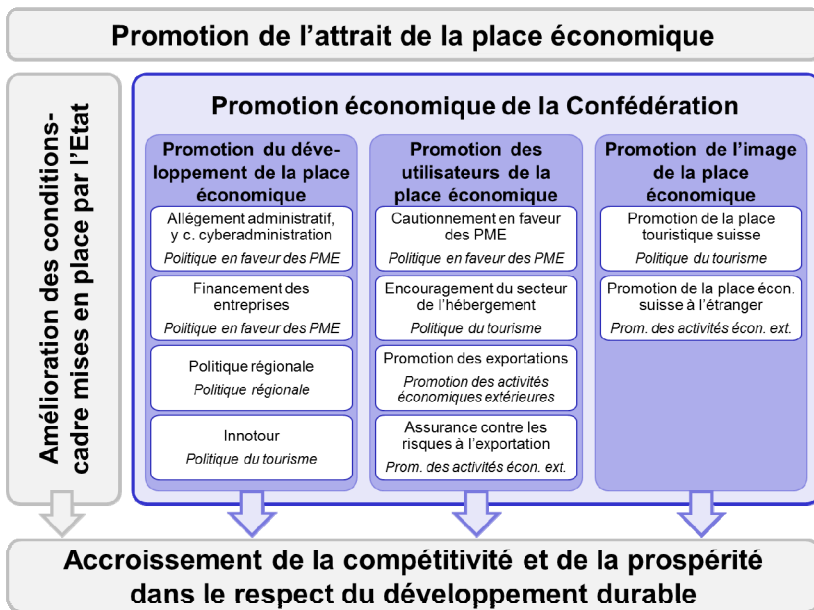 Promotion de l’attrait de la place économique
Amélioration des conditions-
cadre mises en place par l’Etat
Promotion économique de la Confédération
Promotion du déve-
loppement de la place
économique
Allégement administratif,
y c. cyberadministration
Politique en faveur des PME
Financement des
entreprises
Politique en faveur des PME
Politique régionale
Politique régionale
Innotour
Politique du tourisme
Promotion des
utilisateurs de la
place économique
Cautionnement en faveur
des PME
Politique en faveur des PME
Encouragement du secteur
de l’hébergement
Politique du tourisme
Promotion des exportations
Promotion des activités
économiques extérieures
Assurance contre les
risques à l’exportation
Prom. des activités écon. ext.
Promotion de l’image
de la place
économique
Promotion de la place
touristique suisse
Politique du tourisme
Promotion de la place écon.
suisse à l’étranger
Prom. des activités écon. ext.
Accroissement de la compétitivité et de la prospérité
dans le respect du développement durable